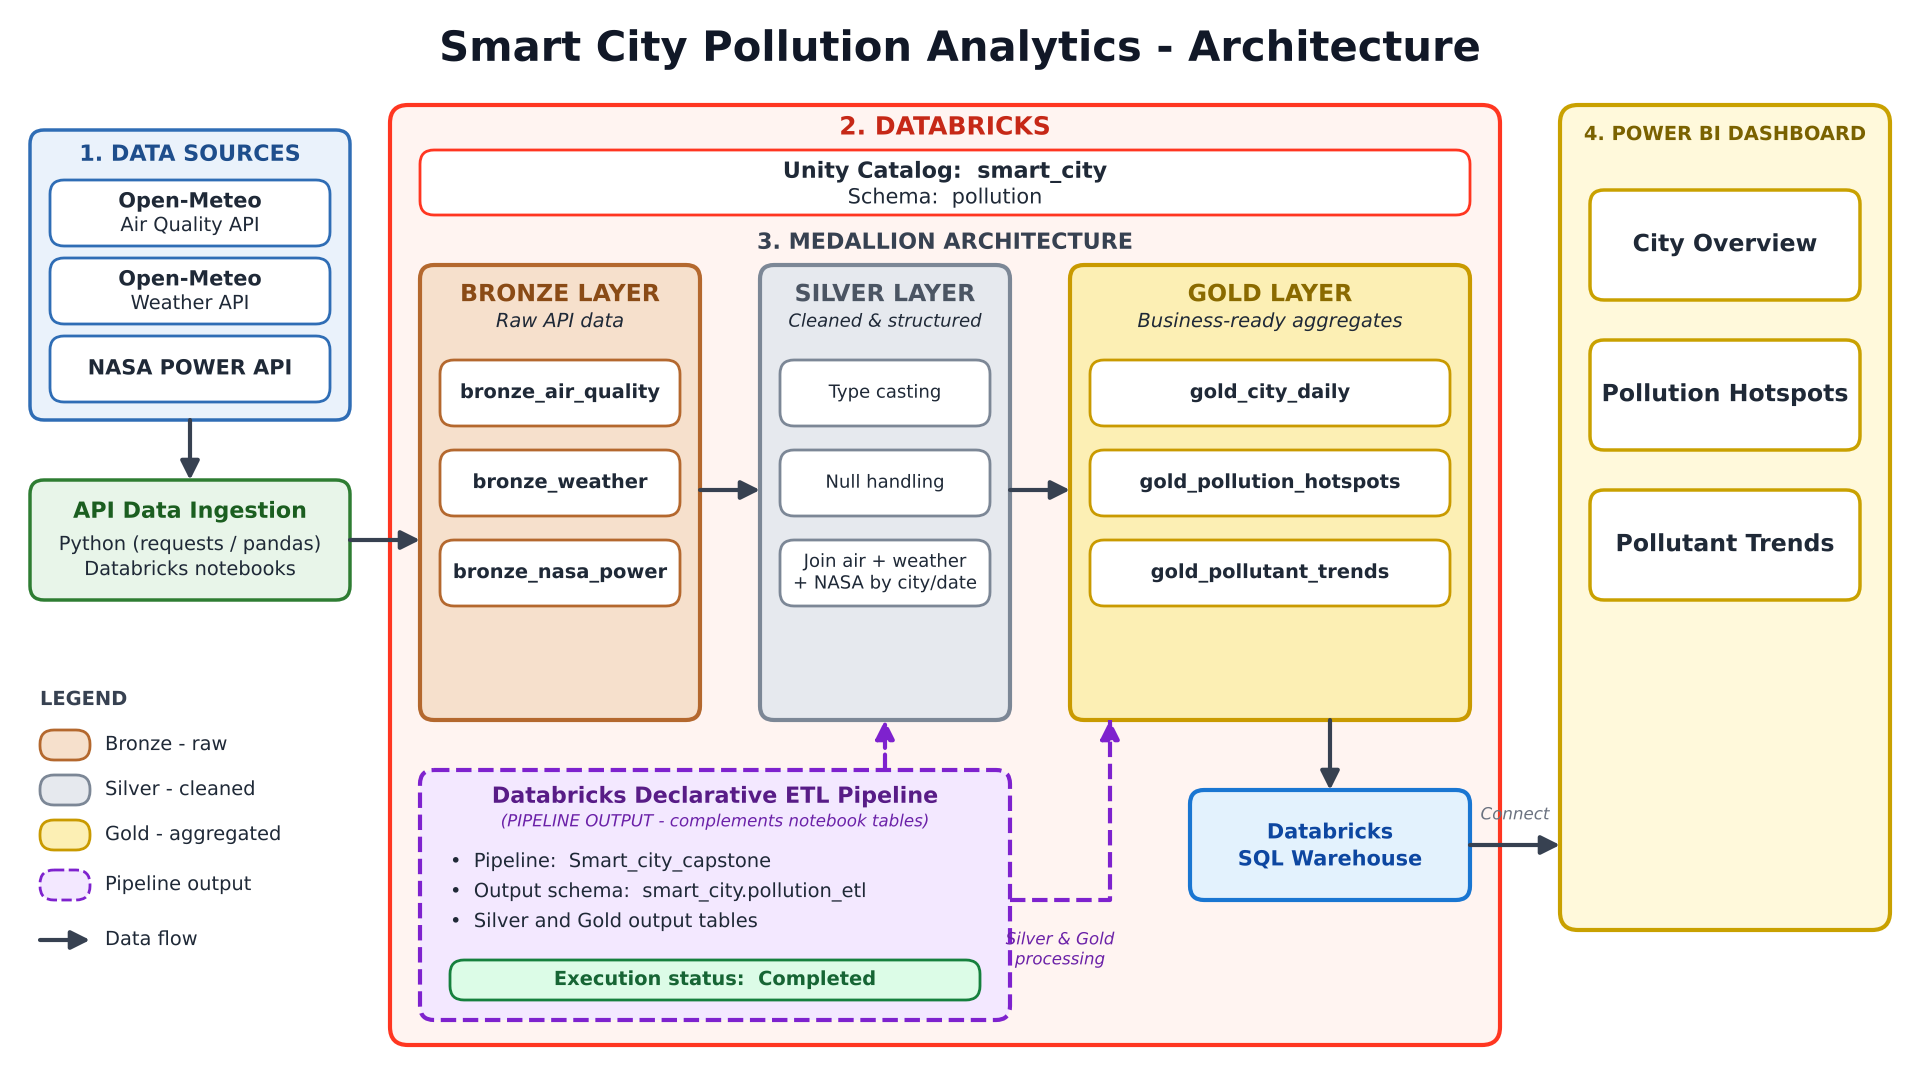 Smart City Pollution Analytics - Architecture
1. DATA SOURCES
Open-Meteo
Air Quality API
Open-Meteo
Weather API
NASA POWER API
API Data Ingestion
Python (requests / pandas)
Databricks notebooks
LEGEND
Bronze - raw
Silver - cleaned
Gold - aggregated
Pipeline output
Data flow
2. DATABRICKS
Unity Catalog:  smart_city
Schema:  pollution
3. MEDALLION ARCHITECTURE
BRONZE LAYER
Raw API data
bronze_air_quality
bronze_weather
bronze_nasa_power
SILVER LAYER
Cleaned & structured
Type casting
Null handling
Join air + weather
+ NASA by city/date
GOLD LAYER
Business-ready aggregates
gold_city_daily
gold_pollution_hotspots
gold_pollutant_trends
Databricks Declarative ETL Pipeline
(PIPELINE OUTPUT - complements notebook tables)
• Pipeline:  Smart_city_capstone
• Output schema:  smart_city.pollution_etl
• Silver and Gold output tables
Execution status:  Completed
Silver & Gold
processing
Databricks
SQL Warehouse
Connect
4. POWER BI DASHBOARD
City Overview
Pollution Hotspots
Pollutant Trends